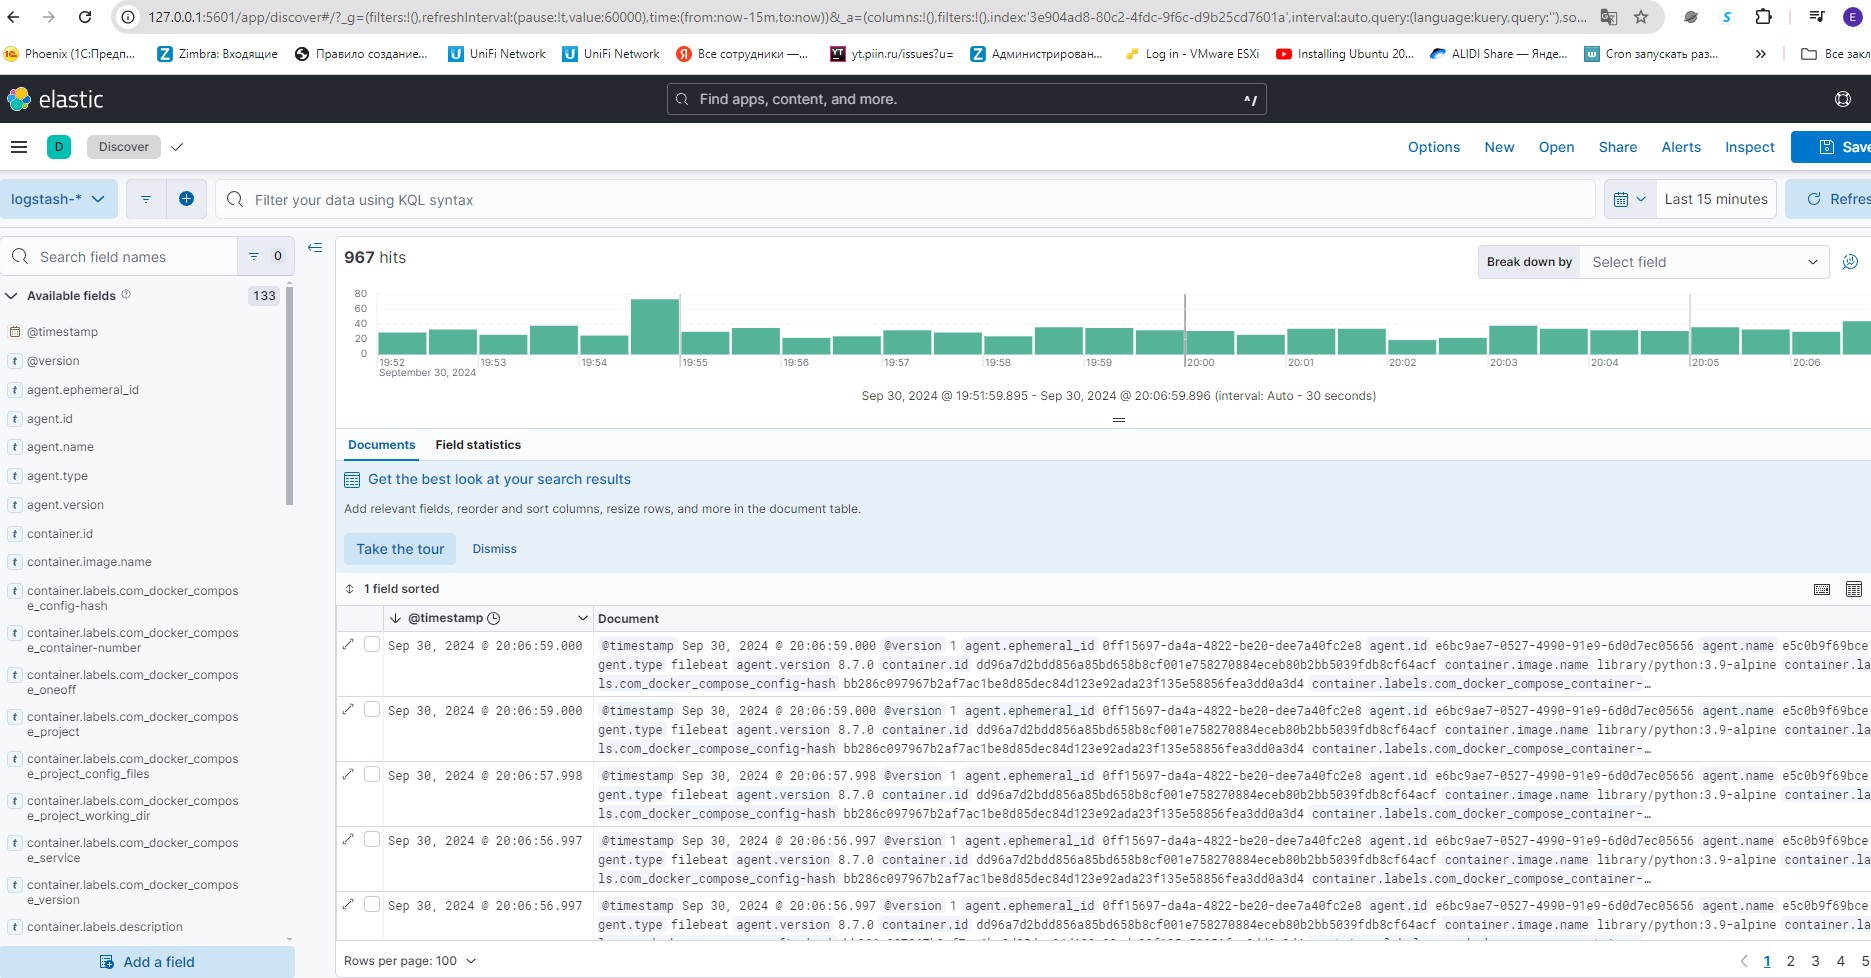 127.0.0.1:5601/app/discover#/?_g=(filters:!(),refreshInterval:(pause:!t,value:60000),time:(from:now-15m,to:now))&_a=(columns:!(),filters:!(),index:'3e904ad8-80c2-4fdc-9f6c-d9b25cd7601a',interval:auto,query:(language:kuery,query:''),so...
E
Phoenix (1С:Предп... Zimbra: Входящие Правило создание... UniFi Network UniFi Network Все сотрудники —... yt.piin.ru/issues?u= Администрирован... Log in - VMware ESXi Installing Ubuntu 20... ALIDI Share — Янде... Cron запускать раз... » Все закл
elastic
Find apps, content, and more. ^/
D Discover Options New Open Share Alerts Inspect Save
logstash-* Filter your data using KQL syntax Last 15 minutes Refres
Search field names 0
967 hits Break down by Select field
Available fields 133
@timestamp
@version
agent.ephemeral_id
agent.id
agent.name
agent.type
agent.version
container.id
container.image.name
container.labels.com_docker_compos
e_config-hash
container.labels.com_docker_compos
e_container-number
container.labels.com_docker_compos
e_oneoff
container.labels.com_docker_compos
e_project
container.labels.com_docker_compos
e_project_config_files
container.labels.com_docker_compos
e_project_working_dir
container.labels.com_docker_compos
e_service
container.labels.com_docker_compos
e_version
container.labels.description
Add a field
80
60
40
20
0
19:52 19:53 19:54 19:55 19:56 19:57 19:58 19:59 20:00 20:01 20:02 20:03 20:04 20:05 20:06
September 30, 2024
Sep 30, 2024 @ 19:51:59.895 - Sep 30, 2024 @ 20:06:59.896 (interval: Auto - 30 seconds)
Documents Field statistics
Get the best look at your search results
Add relevant fields, reorder and sort columns, resize rows, and more in the document table.
Take the tour Dismiss
1 field sorted
@timestamp Document
Sep 30, 2024 @ 20:06:59.000 @timestamp Sep 30, 2024 @ 20:06:59.000 @version 1 agent.ephemeral_id 0ff15697-da4a-4822-be20-dee7a40fc2e8 agent.id e6bc9ae7-0527-4990-91e9-6d0d7ec05656 agent.name e5c0b9f69bce
gent.type filebeat agent.version 8.7.0 container.id dd96a7d2bdd856a85bd658b8cf001e758270884eceb80b2bb5039fdb8cf64acf container.image.name library/python:3.9-alpine container.la
ls.com_docker_compose_config-hash bb286c097967b2af7ac1be8d85dec84d123e92ada23f135e58856fea3dd0a3d4 container.labels.com_docker_compose_container-…
Sep 30, 2024 @ 20:06:59.000 @timestamp Sep 30, 2024 @ 20:06:59.000 @version 1 agent.ephemeral_id 0ff15697-da4a-4822-be20-dee7a40fc2e8 agent.id e6bc9ae7-0527-4990-91e9-6d0d7ec05656 agent.name e5c0b9f69bce
gent.type filebeat agent.version 8.7.0 container.id dd96a7d2bdd856a85bd658b8cf001e758270884eceb80b2bb5039fdb8cf64acf container.image.name library/python:3.9-alpine container.la
ls.com_docker_compose_config-hash bb286c097967b2af7ac1be8d85dec84d123e92ada23f135e58856fea3dd0a3d4 container.labels.com_docker_compose_container-…
Sep 30, 2024 @ 20:06:57.998 @timestamp Sep 30, 2024 @ 20:06:57.998 @version 1 agent.ephemeral_id 0ff15697-da4a-4822-be20-dee7a40fc2e8 agent.id e6bc9ae7-0527-4990-91e9-6d0d7ec05656 agent.name e5c0b9f69bce
gent.type filebeat agent.version 8.7.0 container.id dd96a7d2bdd856a85bd658b8cf001e758270884eceb80b2bb5039fdb8cf64acf container.image.name library/python:3.9-alpine container.la
ls.com_docker_compose_config-hash bb286c097967b2af7ac1be8d85dec84d123e92ada23f135e58856fea3dd0a3d4 container.labels.com_docker_compose_container-…
Sep 30, 2024 @ 20:06:56.997 @timestamp Sep 30, 2024 @ 20:06:56.997 @version 1 agent.ephemeral_id 0ff15697-da4a-4822-be20-dee7a40fc2e8 agent.id e6bc9ae7-0527-4990-91e9-6d0d7ec05656 agent.name e5c0b9f69bce
gent.type filebeat agent.version 8.7.0 container.id dd96a7d2bdd856a85bd658b8cf001e758270884eceb80b2bb5039fdb8cf64acf container.image.name library/python:3.9-alpine container.la
ls.com_docker_compose_config-hash bb286c097967b2af7ac1be8d85dec84d123e92ada23f135e58856fea3dd0a3d4 container.labels.com_docker_compose_container-…
Sep 30, 2024 @ 20:06:56.997 @timestamp Sep 30, 2024 @ 20:06:56.997 @version 1 agent.ephemeral_id 0ff15697-da4a-4822-be20-dee7a40fc2e8 agent.id e6bc9ae7-0527-4990-91e9-6d0d7ec05656 agent.name e5c0b9f69bce
gent.type filebeat agent.version 8.7.0 container.id dd96a7d2bdd856a85bd658b8cf001e758270884eceb80b2bb5039fdb8cf64acf container.image.name library/python:3.9-alpine container.la
Rows per page: 100 1 2 3 4 5